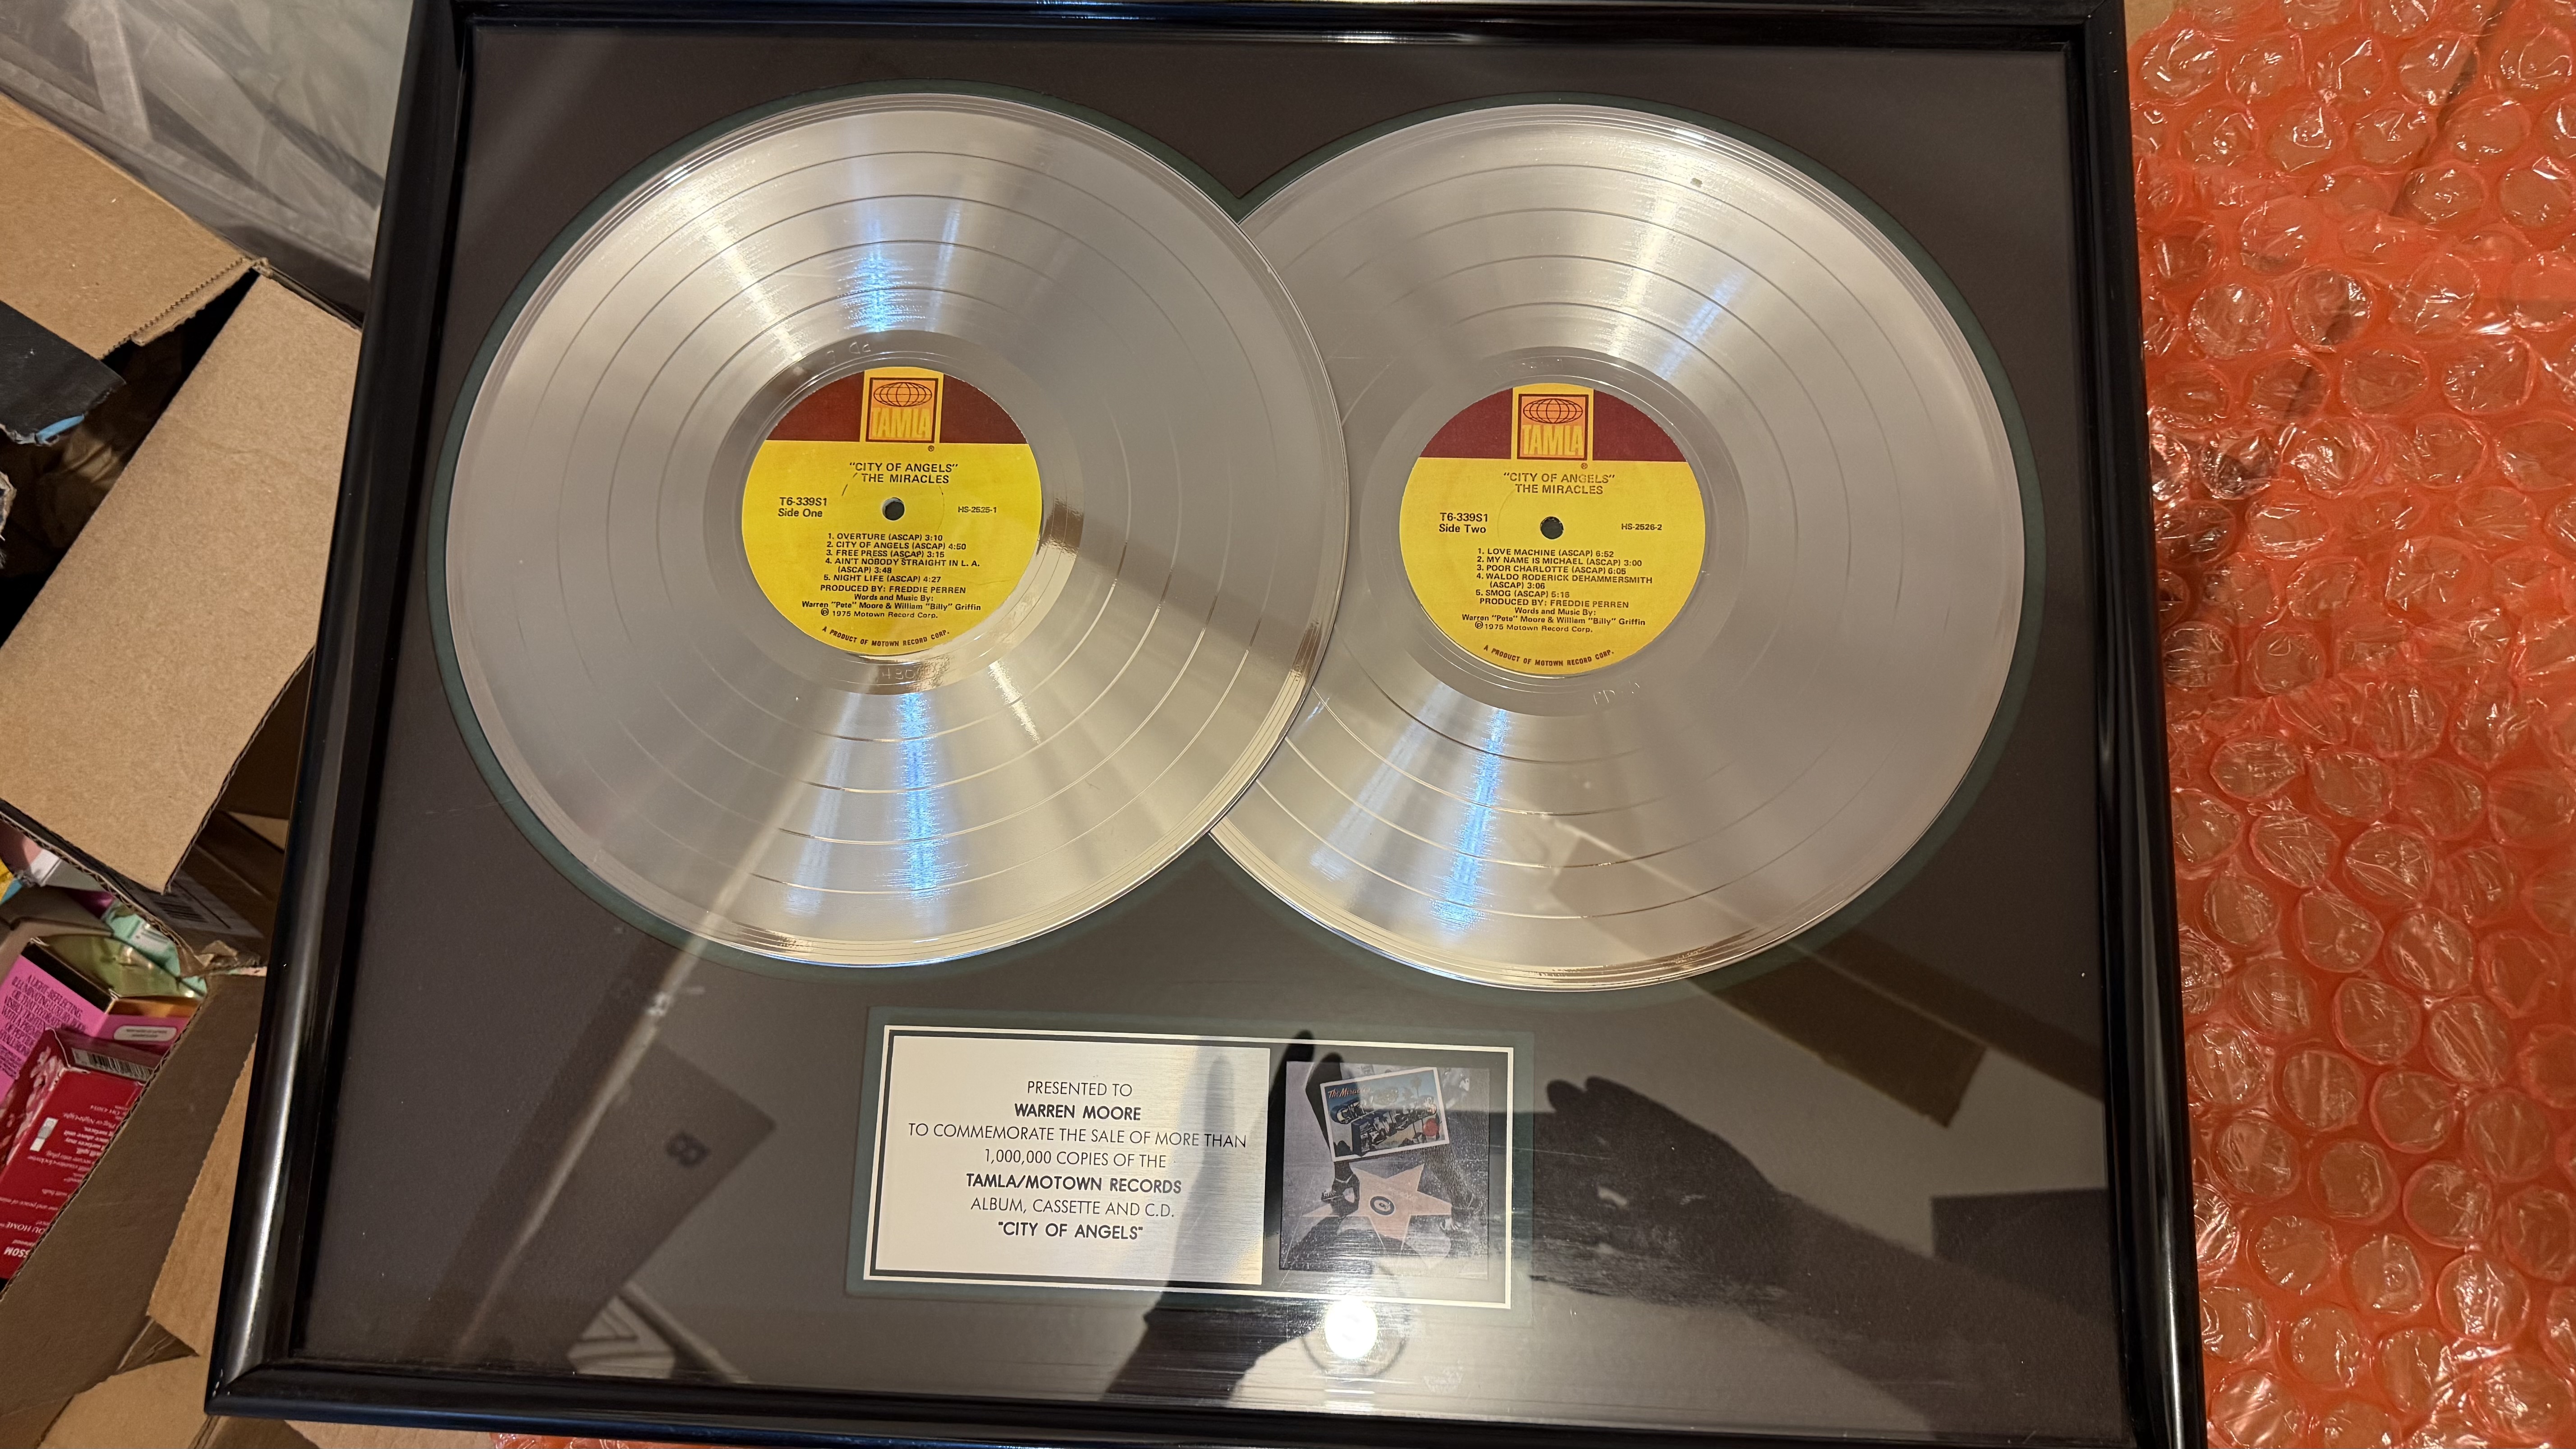 TAMLA
®
"CITY OF ANGELS"
THE MIRACLES
T6-339S1
Side One
HS-2525-1
1. OVERTURE (ASCAP) 3:10
2. CITY OF ANGELS (ASCAP) 4:50
3. FREE PRESS (ASCAP) 3:15
4. AIN'T NOBODY STRAIGHT IN L. A.
(ASCAP) 3:48
5. NIGHT LIFE (ASCAP) 4:27
PRODUCED BY: FREDDIE PERREN
Words and Music By:
Warren "Pete" Moore & William "Billy" Griffin
℗ 1975 Motown Record Corp.
A PRODUCT OF MOTOWN RECORD CORP.
TAMLA
®
"CITY OF ANGELS"
THE MIRACLES
T6-339S1
Side Two
HS-2526-2
1. LOVE MACHINE (ASCAP) 6:52
2. MY NAME IS MICHAEL (ASCAP) 3:00
3. POOR CHARLOTTE (ASCAP) 6:05
4. WALDO RODERICK DEHAMMERSMITH
(ASCAP) 3:06
5. SMOG (ASCAP) 5:18
PRODUCED BY: FREDDIE PERREN
Words and Music By:
Warren "Pete" Moore & William "Billy" Griffin
℗ 1975 Motown Record Corp.
A PRODUCT OF MOTOWN RECORD CORP.
PRESENTED TO
WARREN MOORE
TO COMMEMORATE THE SALE OF MORE THAN
1,000,000 COPIES OF THE
TAMLA/MOTOWN RECORDS
ALBUM, CASSETTE AND C.D.
"CITY OF ANGELS"
A LIGHT-REFLECTING,